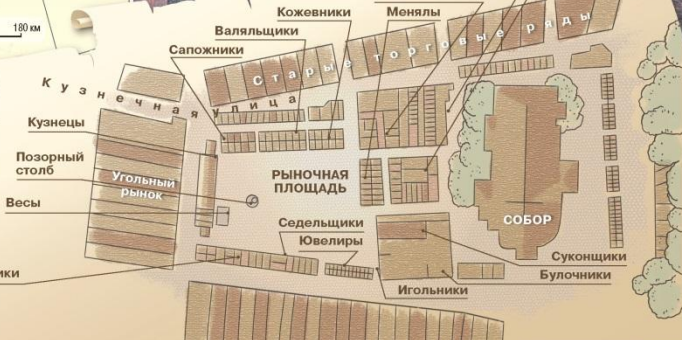 180 км
Кожевники
Менялы
Валяльщики
Сапожники
Старые торговые ряды
Кузнечная улица
Кузнецы
Позорный
столб
Угольный
рынок
РЫНОЧНАЯ
ПЛОЩАДЬ
Весы
Седельщики
Ювелиры
СОБОР
Суконщики
Булочники
Игольники
ики